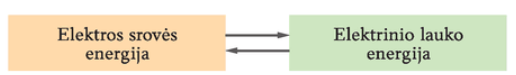 Elektros srovės
energija
Elektrinio lauko
energija